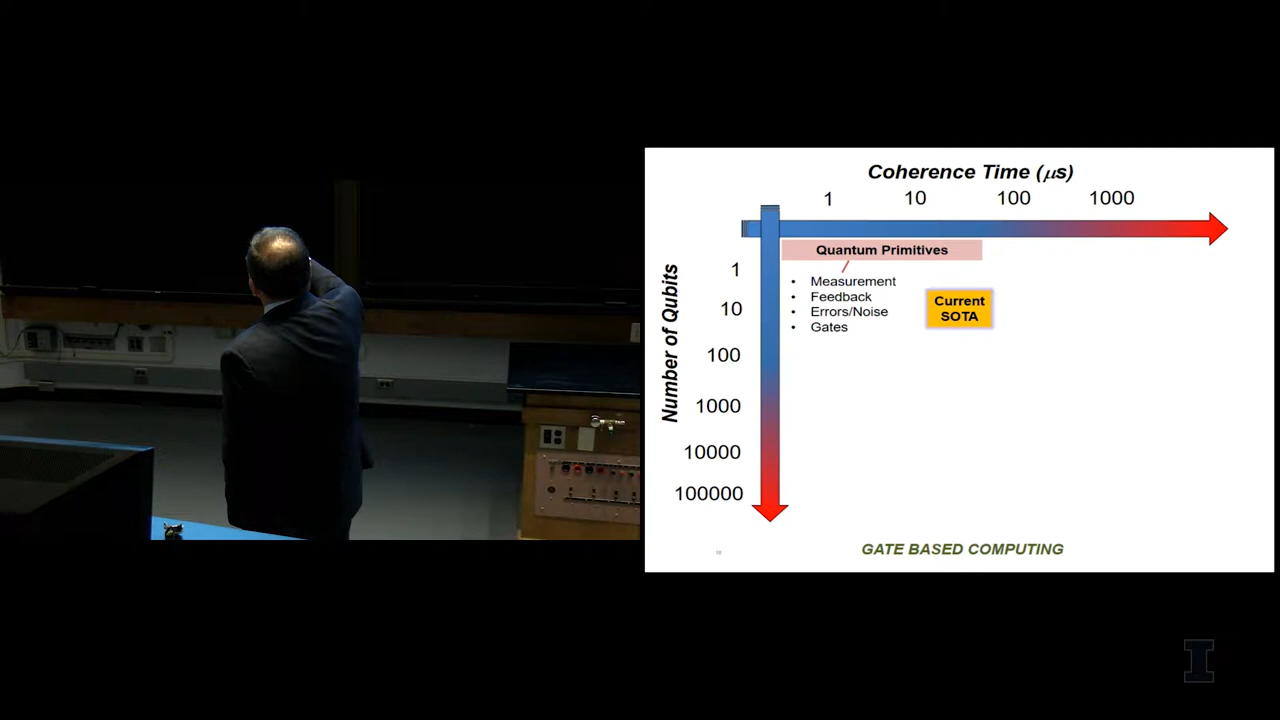 Coherence Time (μs)
1 10 100 1000
Quantum Primitives
Number of Qubits
1
10
100
1000
10000
100000
• Measurement
• Feedback
• Errors/Noise
• Gates
Current
SOTA
GATE BASED COMPUTING